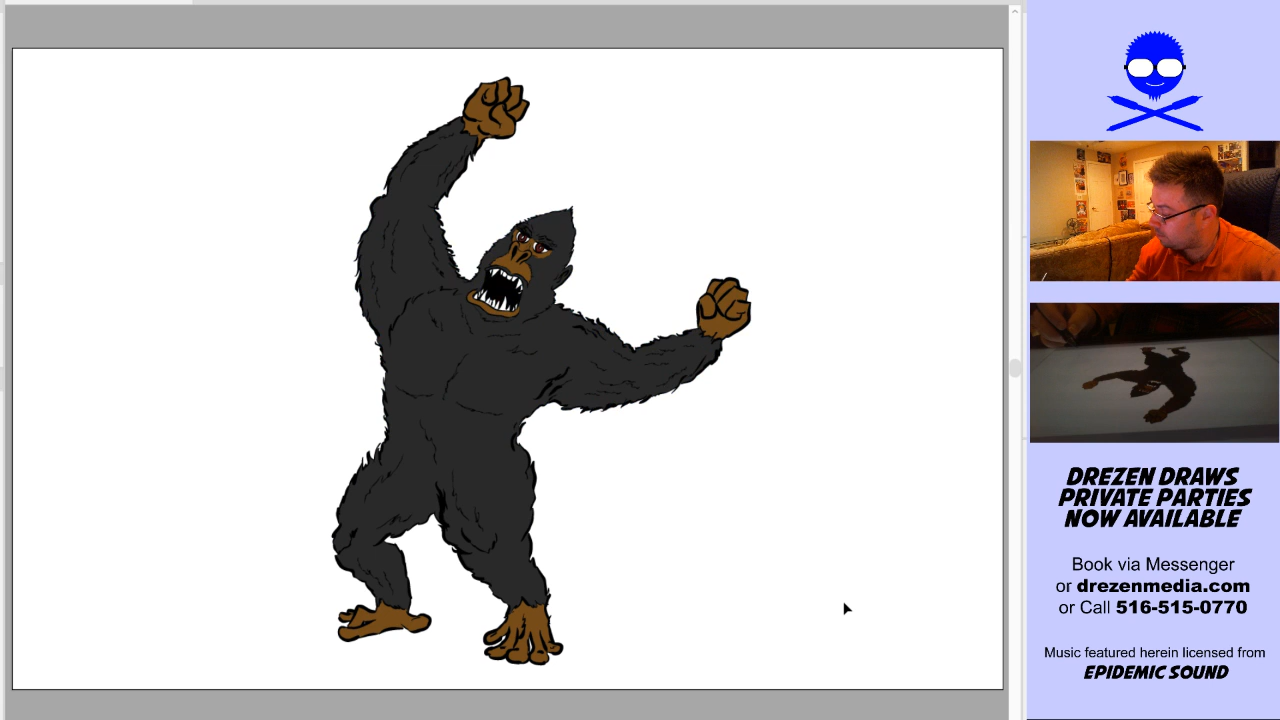 DREZEN DRAWS
PRIVATE PARTIES
NOW AVAILABLE
Book via Messenger
or drezenmedia.com
or Call 516-515-0770
Music featured herein licensed from
EPIDEMIC SOUND